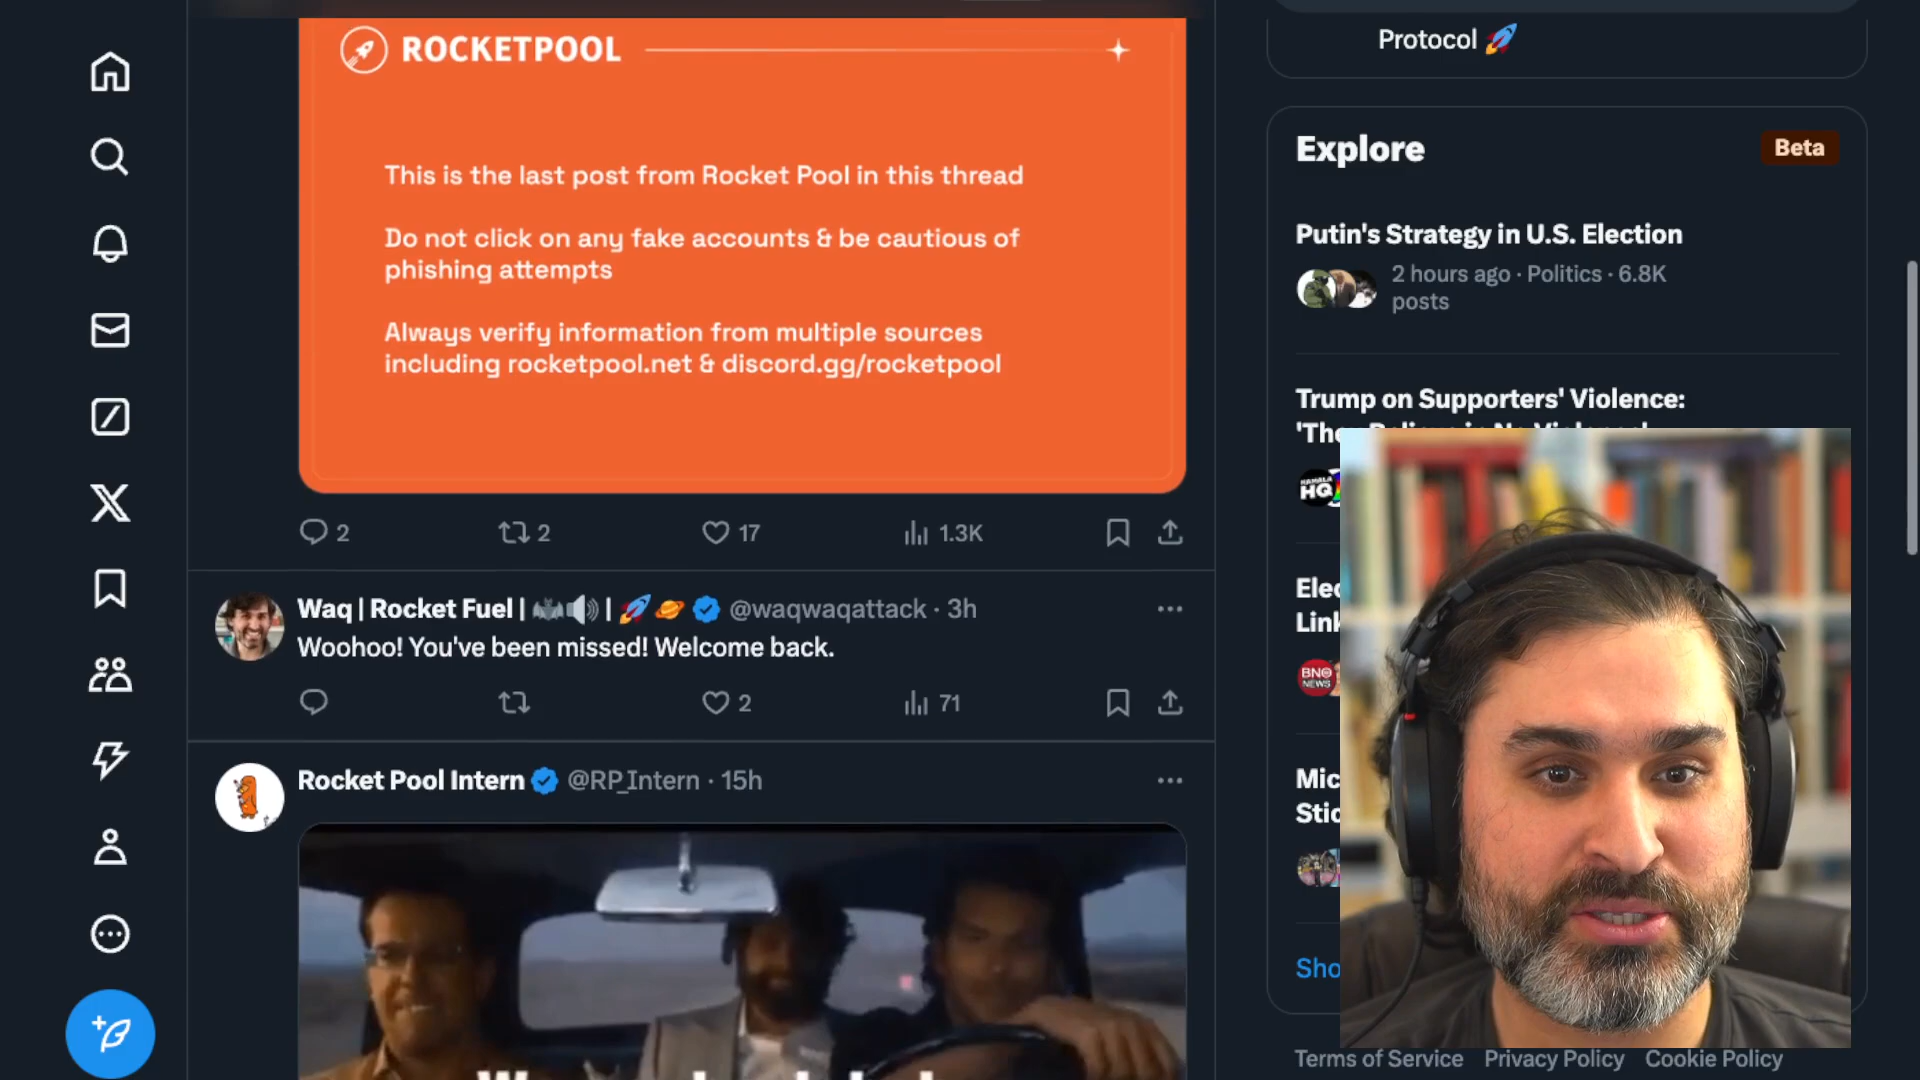 ROCKETPOOL
This is the last post from Rocket Pool in this thread
Do not click on any fake accounts & be cautious of
phishing attempts
Always verify information from multiple sources
including rocketpool.net & discord.gg/rocketpool
2
2
17
1.3K
Waq | Rocket Fuel | 🦇🔊 | 🚀🪐 @waqwaqattack · 3h
Woohoo! You've been missed! Welcome back.
2
71
Rocket Pool Intern @RP_Intern · 15h
Protocol 🚀
Explore
Beta
Putin's Strategy in U.S. Election
2 hours ago · Politics · 6.8K
posts
Trump on Supporters' Violence:
HQ
BNO
NEWS
Terms of Service
Privacy Policy
Cookie Policy